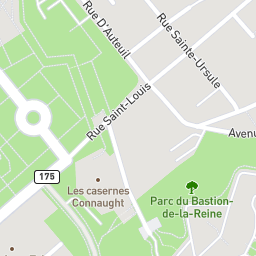 Rue D'Auteuil
Rue Sainte-Ursule
Rue Saint-Louis
Avenu
175
Les casernes
Connaught
Parc du Bastion-
de-la-Reine